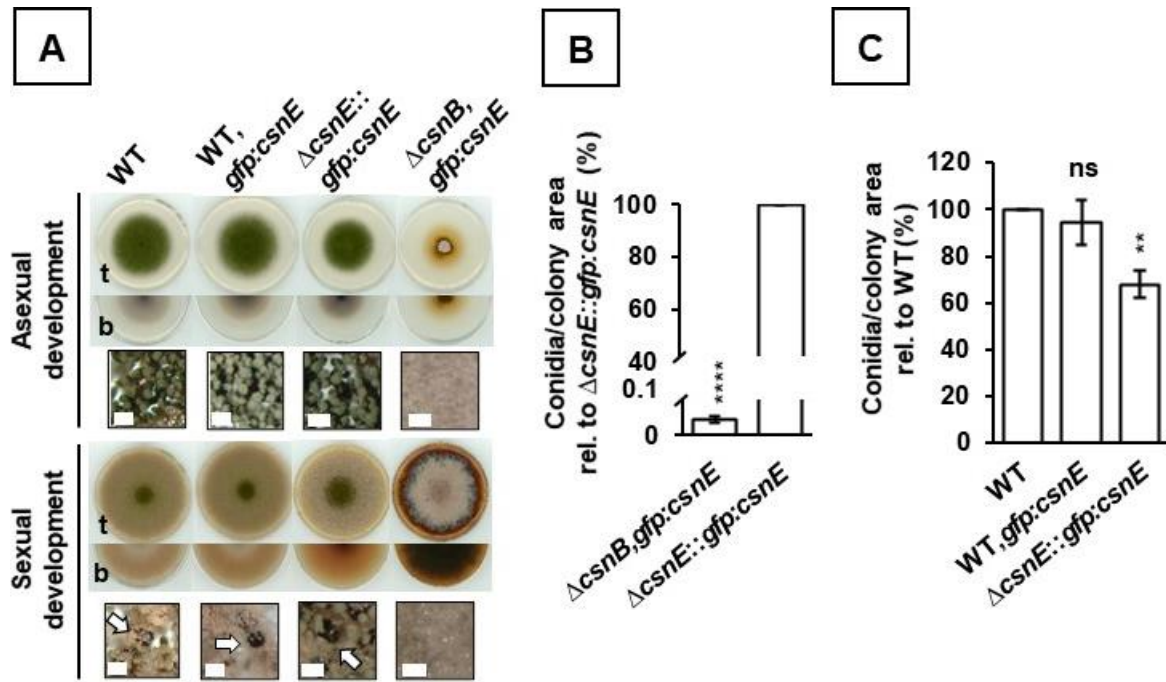 A
WT
WT,
gfp:csnE
ΔcsnE::
gfp:csnE
ΔcsnB,
gfp:csnE
Asexual
development
t
b
Sexual
development
t
b
B
Conidia/colony area
rel. to ΔcsnE::gfp:csnE (%)
100
80
60
40
0.1
0
****
ΔcsnB,gfp:csnE
ΔcsnE::gfp:csnE
C
Conidia/colony area
rel. to WT (%)
120
100
80
60
40
20
0
ns
**
WT
WT,gfp:csnE
ΔcsnE::gfp:csnE